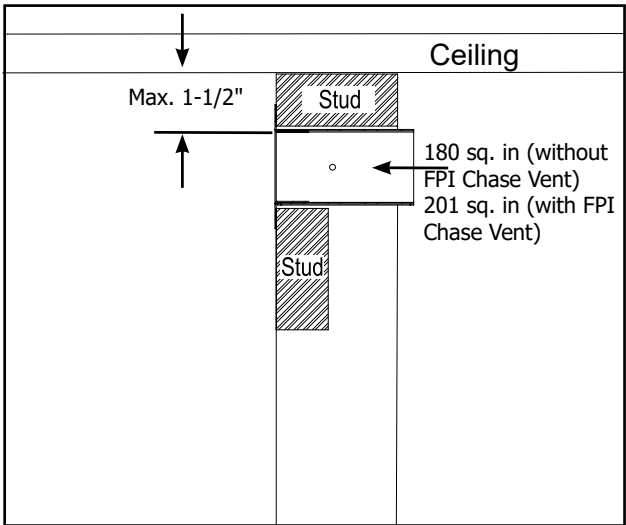 Ceiling
Max. 1-1/2"
Stud
180 sq. in (without
FPI Chase Vent)
201 sq. in (with FPI
Chase Vent)
Stud